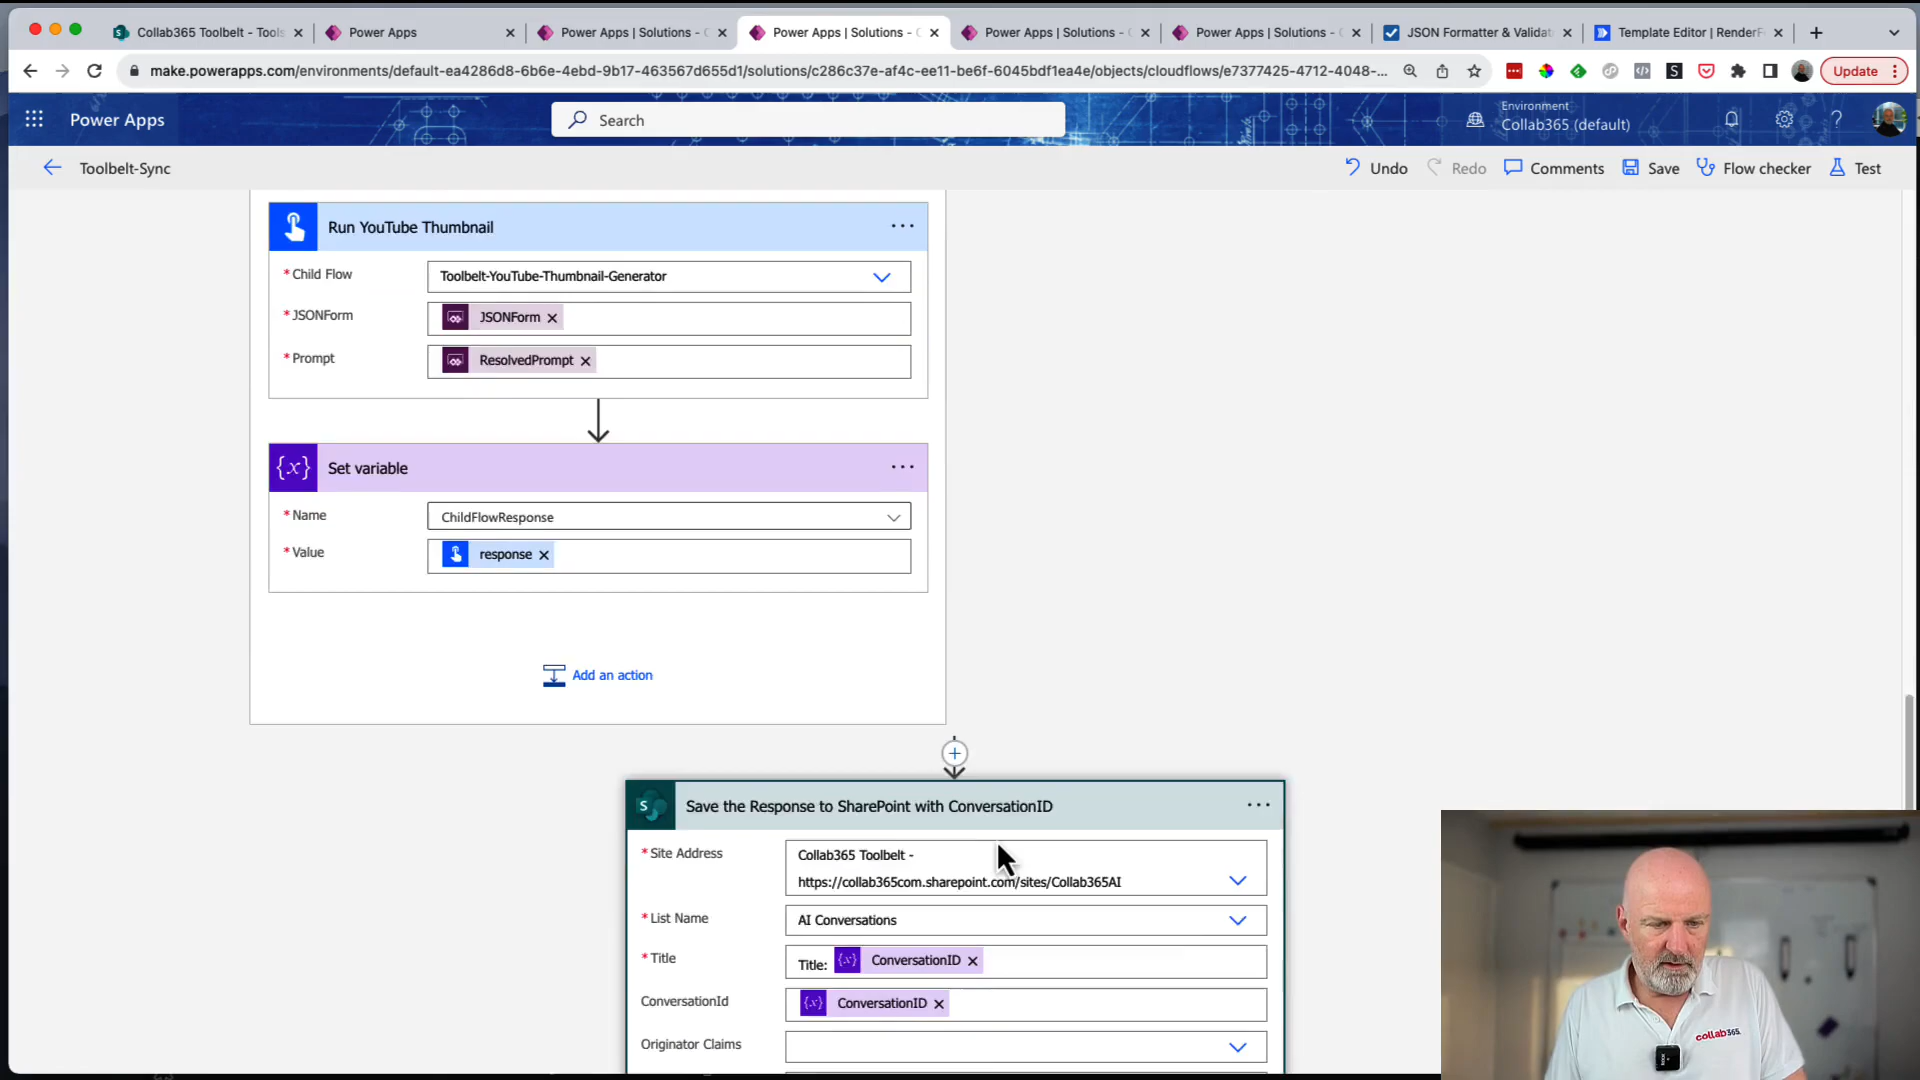 Collab365 Toolbelt - Tools
Power Apps
Power Apps | Solutions - C
Power Apps | Solutions - C
Power Apps | Solutions - C
Power Apps | Solutions - C
JSON Formatter & Validat
Template Editor | RenderF
make.powerapps.com/environments/default-ea4286d8-6b6e-4ebd-9b17-463567d655d1/solutions/c286c37e-af4c-ee11-be6f-6045bdf1ea4e/objects/cloudflows/e7377425-4712-4048-...
Update
Power Apps
Search
Environment
Collab365 (default)
Toolbelt-Sync
Undo
Redo
Comments
Save
Flow checker
Test
Run YouTube Thumbnail
* Child Flow
Toolbelt-YouTube-Thumbnail-Generator
* JSONForm
JSONForm
* Prompt
ResolvedPrompt
{x} Set variable
* Name
ChildFlowResponse
* Value
response
Add an action
S Save the Response to SharePoint with ConversationID
* Site Address
Collab365 Toolbelt -
https://collab365com.sharepoint.com/sites/Collab365AI
* List Name
AI Conversations
* Title
Title: {x} ConversationID
ConversationId
{x} ConversationID
Originator Claims
collab365